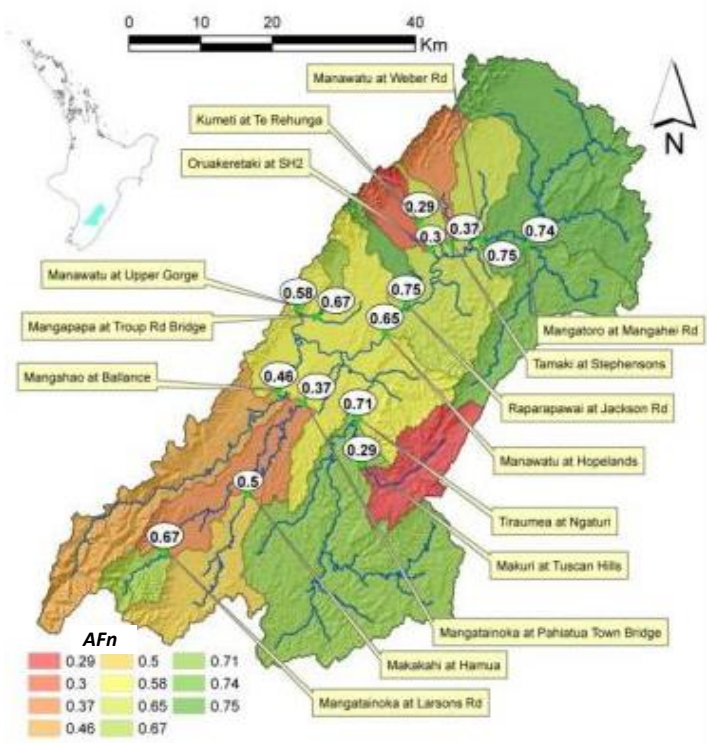 0 10 20 40
Km
Manawatu at Weber Rd
Kumeti at Te Rehunga
N
Oruakeretaki at SH2
0.29
0.3
0.37
0.74
0.75
Manawatu at Upper Gorge
0.58
0.67
0.75
0.65
Mangapapa at Troup Rd Bridge
Mangatoro at Mangahei Rd
Tamaki at Stephensons
Mangahao at Ballance
0.46
0.37
0.71
Raparapawai at Jackson Rd
0.29
Manawatu at Hopelands
0.5
Tiraumea at Ngaturi
0.67
Makuri at Tuscan Hills
Mangatainoka at Pahiatua Town Bridge
Makakahi at Hamua
Mangatainoka at Larsons Rd
AFn
0.29 0.5 0.71
0.3 0.58 0.74
0.37 0.65 0.75
0.46 0.67